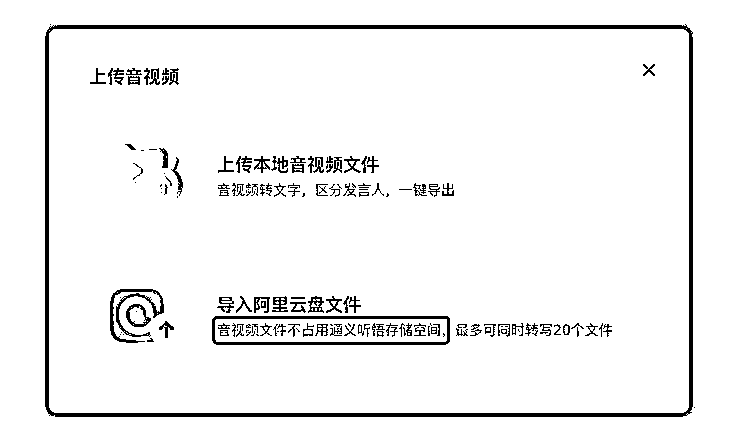 上传音视频
上传本地音视频文件
音视频转文字，区分发言人，一键导出
导入阿里云盘文件
音视频文件不占用通义听悟存储空间，最多可同时转写20个文件